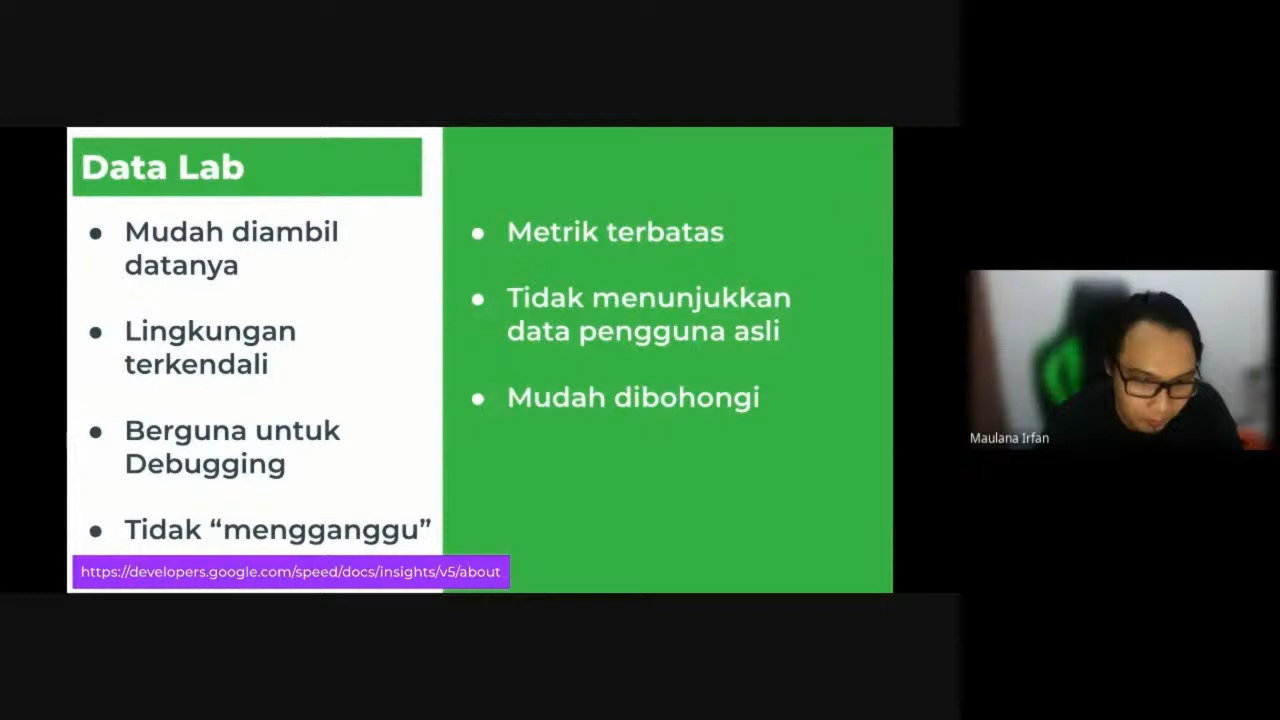 Data Lab
● Mudah diambil
datanya
● Lingkungan
terkendali
● Berguna untuk
Debugging
● Tidak “mengganggu”
https://developers.google.com/speed/docs/insights/v5/about
● Metrik terbatas
● Tidak menunjukkan
data pengguna asli
● Mudah dibohongi
Maulana Irfan